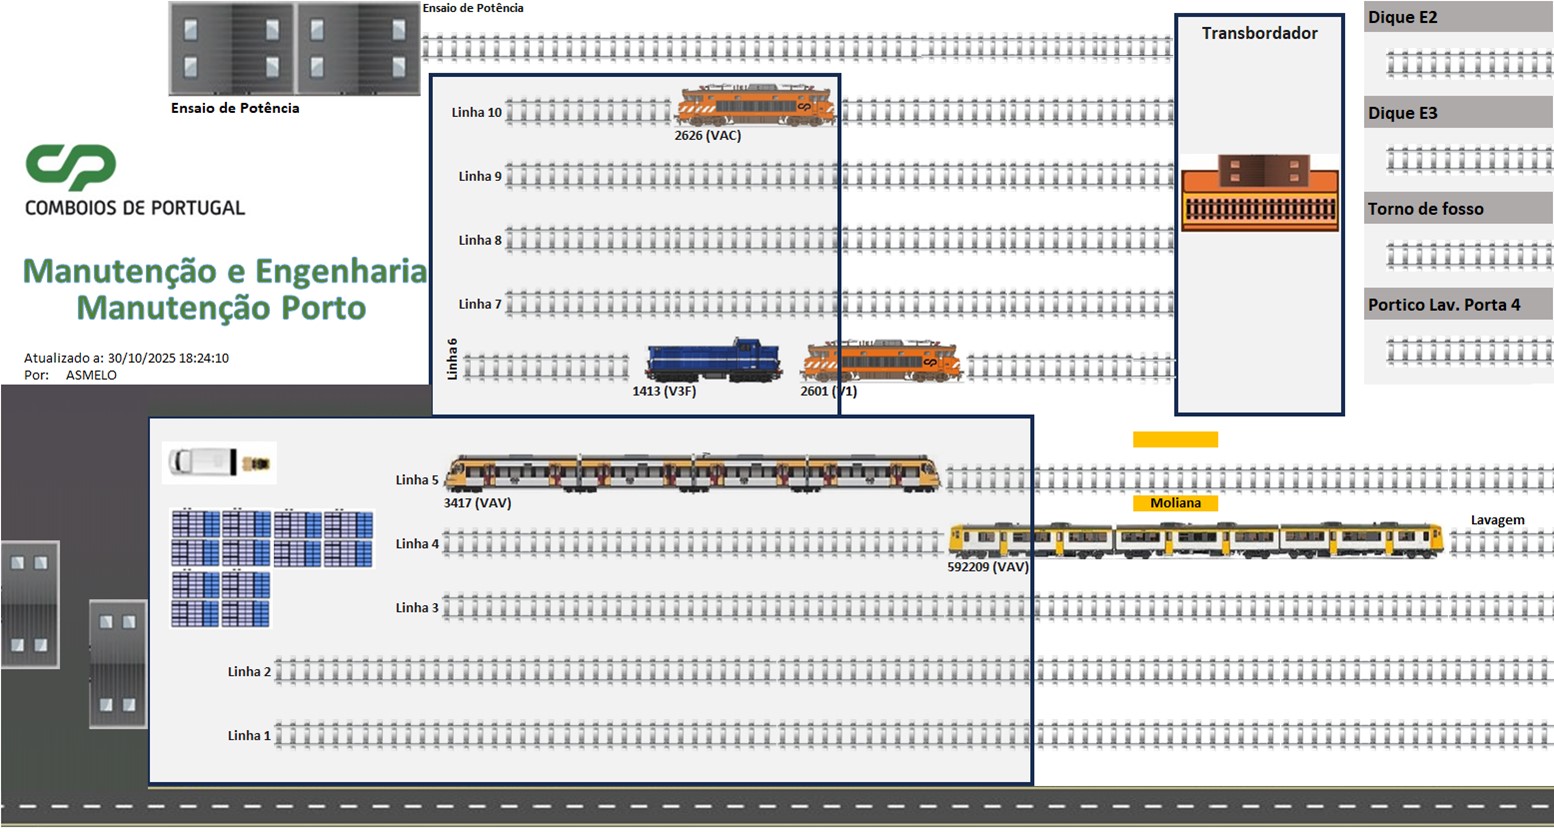 Ensaio de Potência
Ensaio de Potência
Transbordador
Dique E2
Dique E3
Torno de fosso
Portico Lav. Porta 4
CP
COMBOIOS DE PORTUGAL
Manutenção e Engenharia
Manutenção Porto
Atualizado a: 30/10/2025 18:24:10
Por: ASMELO
Linha 10
2626 (VAC)
Linha 9
Linha 8
Linha 7
Linha 6
1413 (V3F)
2601 (V1)
Linha 5
3417 (VAV)
Moliana
Lavagem
Linha 4
592209 (VAV)
Linha 3
Linha 2
Linha 1